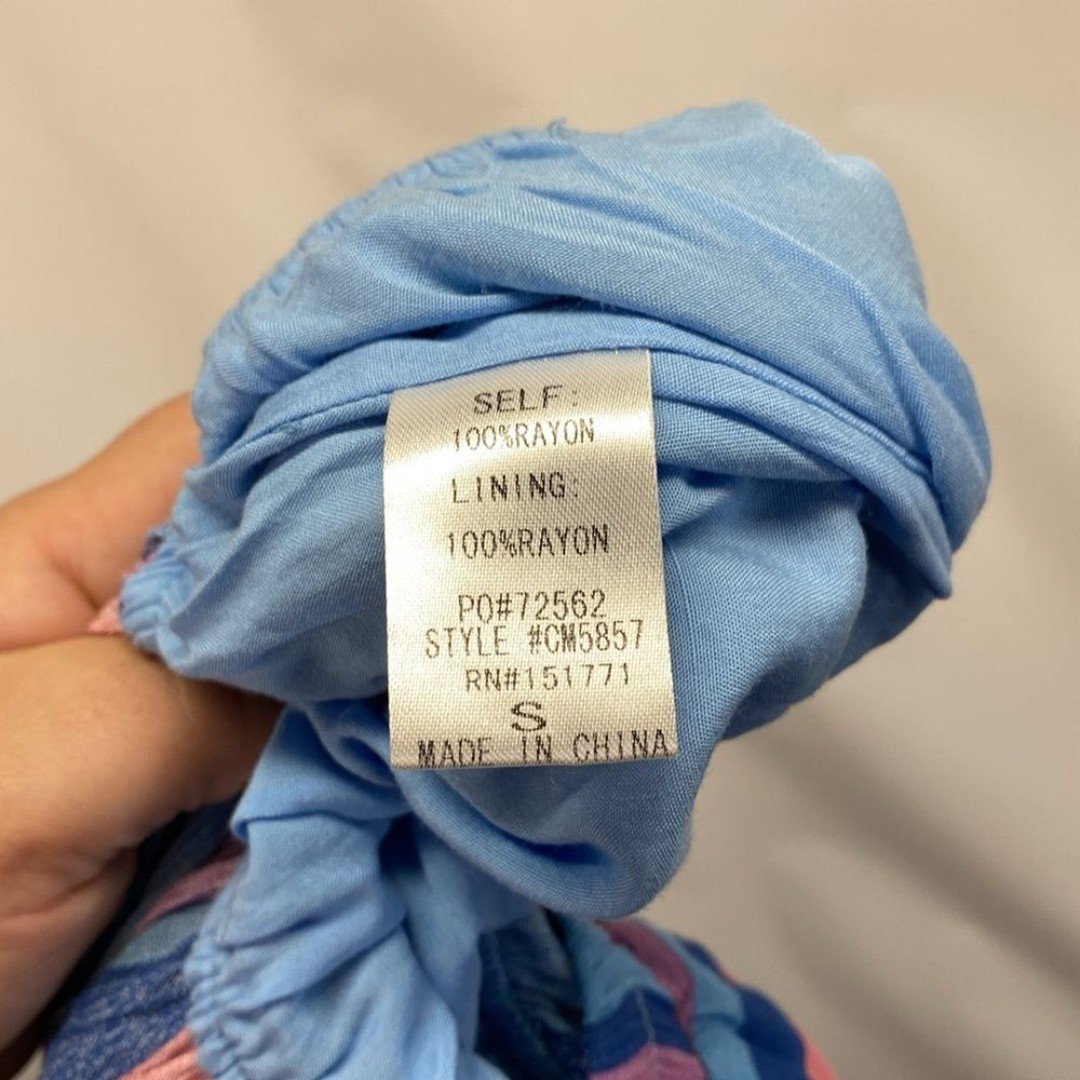 SELF:
100%RAYON
LINING:
100%RAYON
PO#72562
STYLE #CM5857
RN#151771
S
MADE IN CHINA